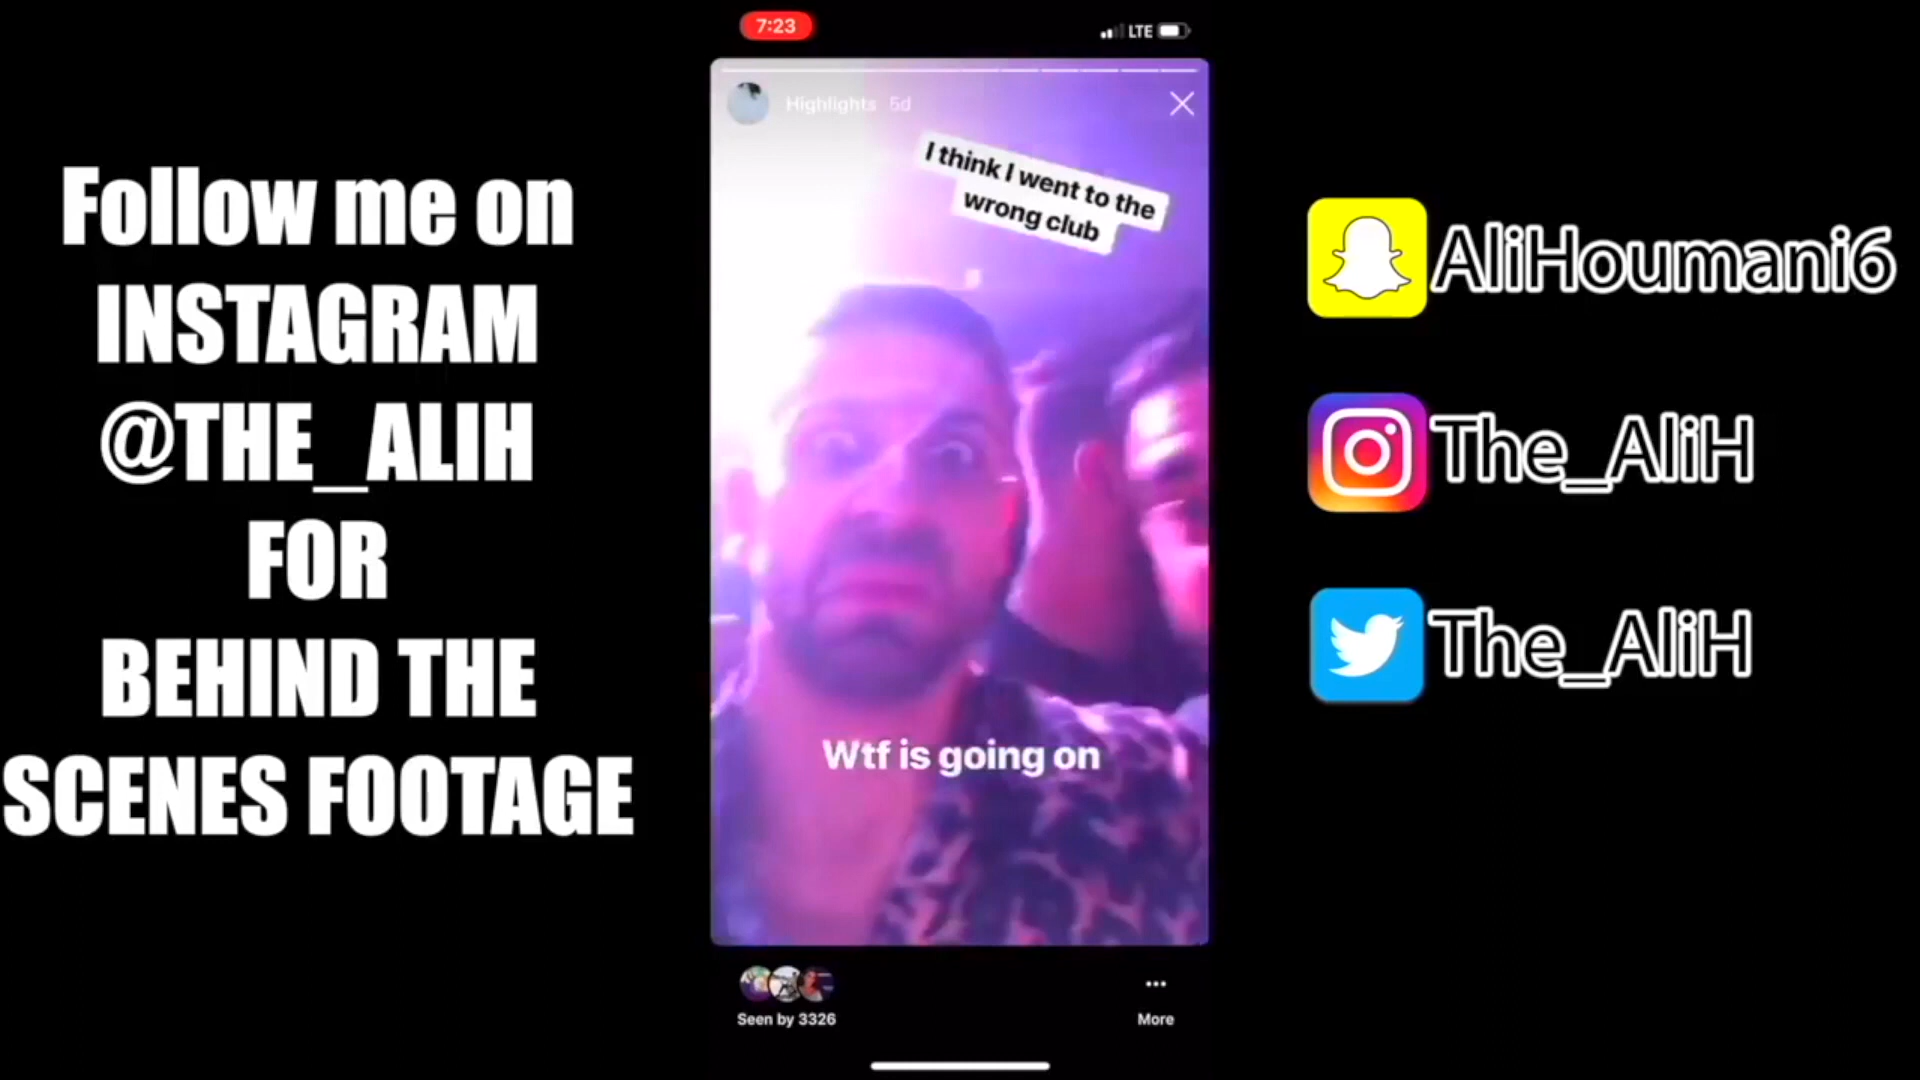 Follow me on
INSTAGRAM
@THE_ALIH
FOR
BEHIND THE
SCENES FOOTAGE
7:23
LTE
Highlights 5d
I think I went to the
wrong club
Wtf is going on
Seen by 3326
More
AliHoumani6
The_AliH
The_AliH